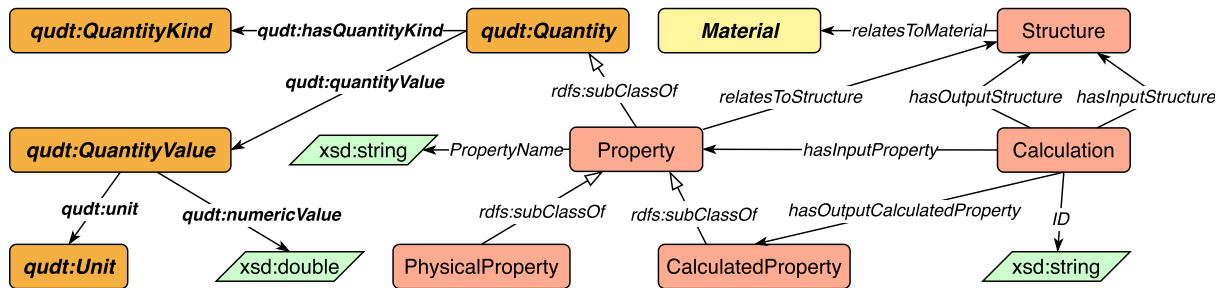 qudt:QuantityKind
qudt:hasQuantityKind
qudt:Quantity
Material
relatesToMaterial
Structure
qudt:quantityValue
rdfs:subClassOf
relatesToStructure
hasOutputStructure
hasInputStructure
qudt:QuantityValue
xsd:string
PropertyName
Property
hasInputProperty
Calculation
qudt:unit
qudt:numericValue
rdfs:subClassOf
rdfs:subClassOf
hasOutputCalculatedProperty
ID
qudt:Unit
xsd:double
PhysicalProperty
CalculatedProperty
xsd:string